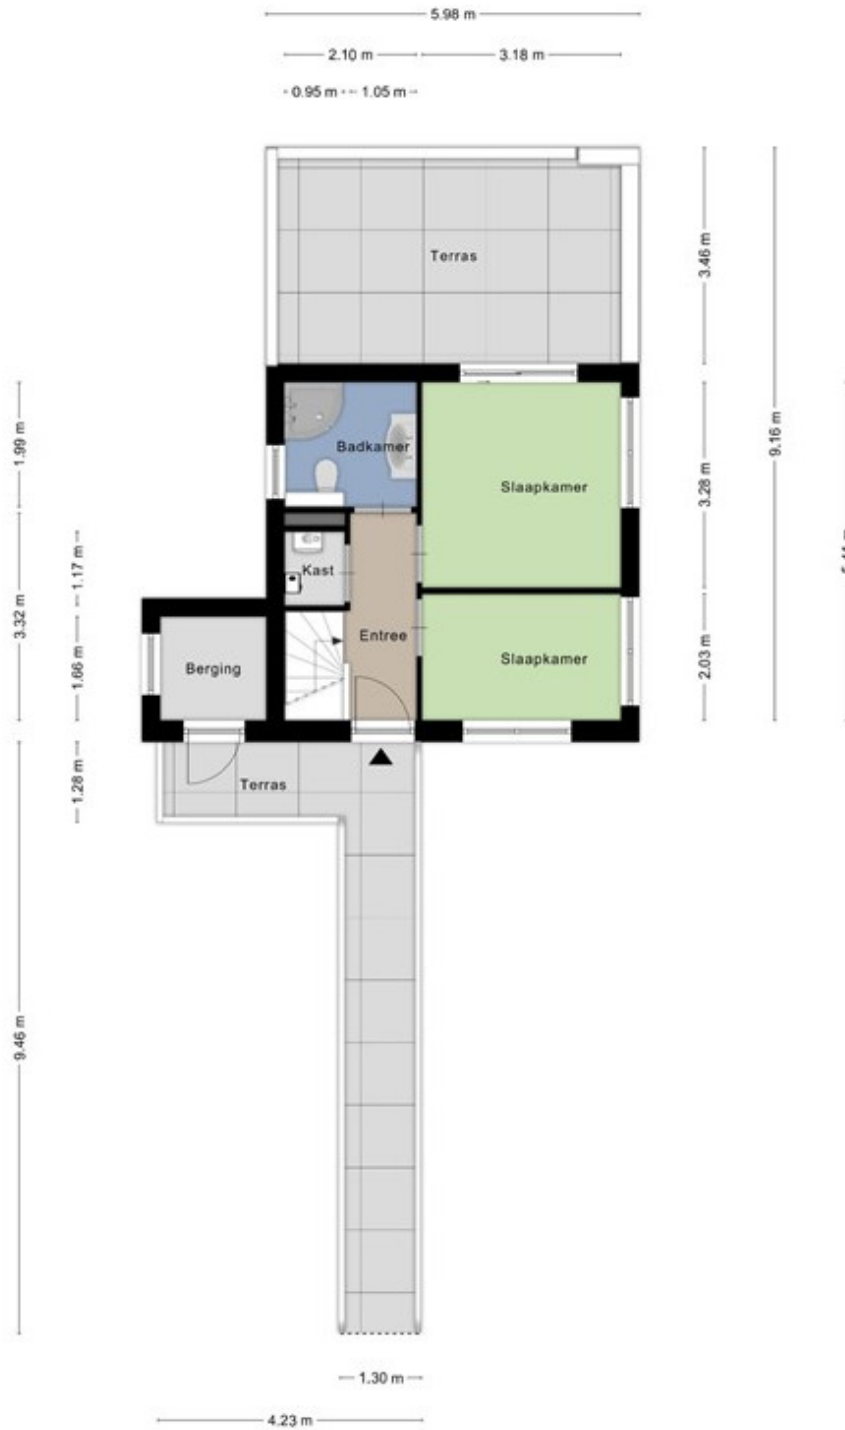 5.98 m
2.10 m
3.18 m
0.95 m
1.05 m
Terras
3.46 m
9.16 m
1.99 m
Badkamer
Slaapkamer
3.28 m
3.32 m
1.17 m
Kast
Entree
Slaapkamer
2.03 m
1.66 m
Berging
1.28 m
Terras
9.46 m
1.30 m
4.23 m